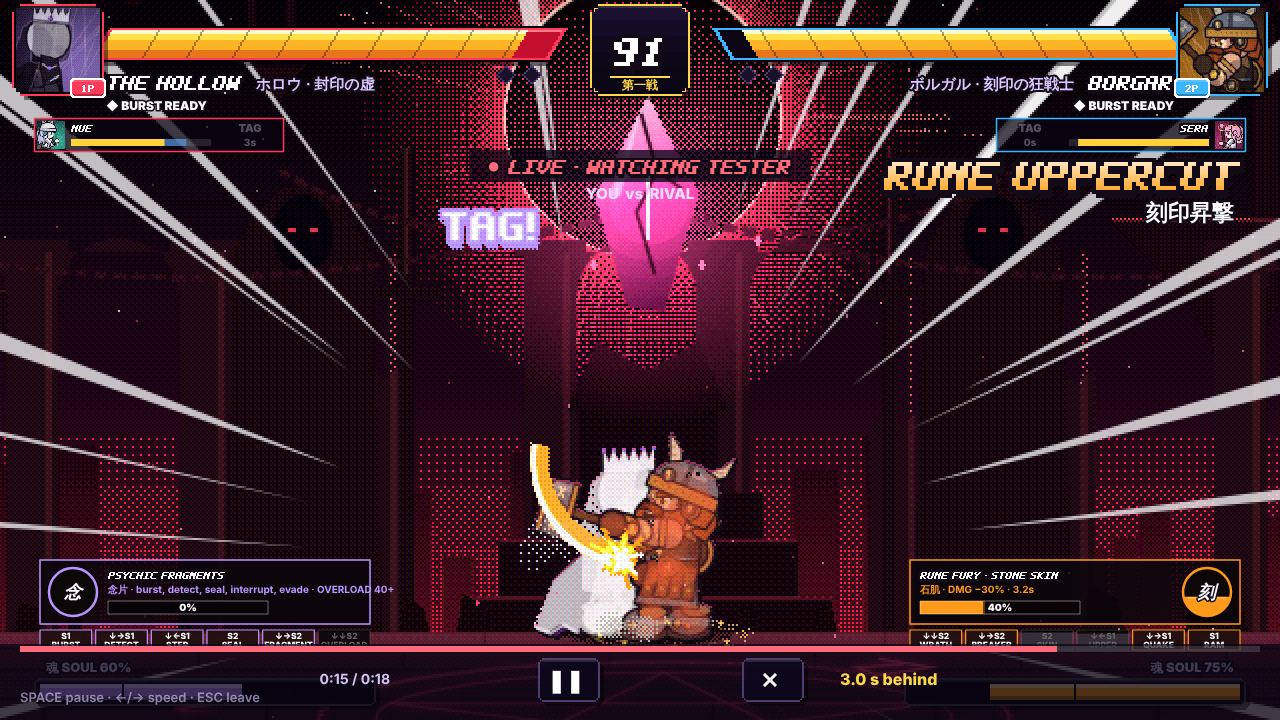 91
第一戦
THE HOLLOW ホロウ・封印の虚
1P
◆ BURST READY
ボルガル・刻印の狂戦士 BORGAR
2P
◆ BURST READY
NUE TAG
3s
TAG SERA
0s
• LIVE · WATCHING TESTER
YOU vs RIVAL
RUNE UPPERCUT
刻印昇撃
TAG!
念
PSYCHIC FRAGMENTS
念片 · burst, detect, seal, interrupt, evade · OVERLOAD 40+
0%
RUNE FURY · STONE SKIN
石肌 · DMG −30% · 3.2s
40%
刻
S1 ↓→S1 ↓←S1 S2 ↓→S2 ↓↓S2
BURST DETECT STEP SEAL FRAGMENT OVERLOAD
↓↓S2 ↓→S2 S2 ↓←S1 ↓→S1 S1
WRATH BREAKER SKIN UPPER QUAKE RAM
魂 SOUL 60%
魂 SOUL 75%
0:15 / 0:18
✕
3.0 s behind
SPACE pause · ←/→ speed · ESC leave